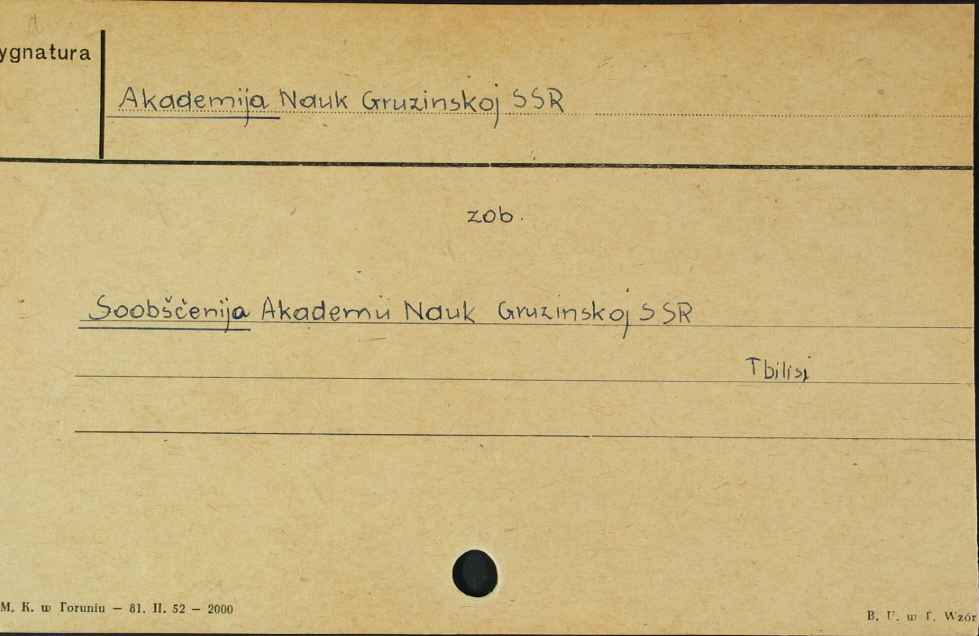 ygnatura
Akademija Nauk Gruzinskoj SSR
zob.
Soobščenija Akademii Nauk Gruzinskoj SSR
Tbilisi
M. K. w Toruniu — 81. II. 52 — 2000
B. U. w T. Wzór